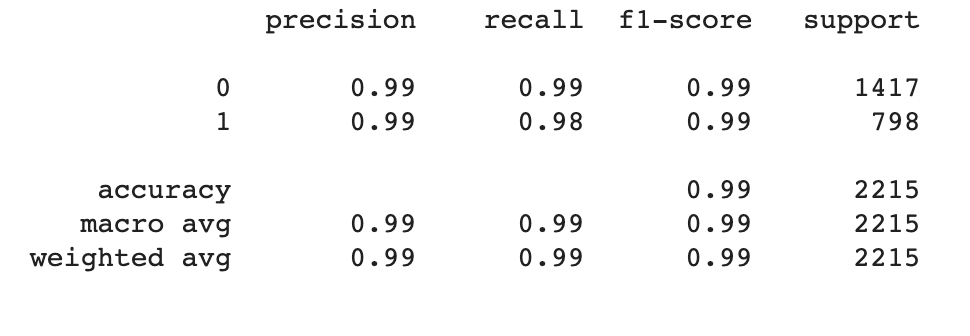 precision recall f1-score support
0 0.99 0.99 0.99 1417
1 0.99 0.98 0.99 798
accuracy 0.99 2215
macro avg 0.99 0.99 0.99 2215
weighted avg 0.99 0.99 0.99 2215